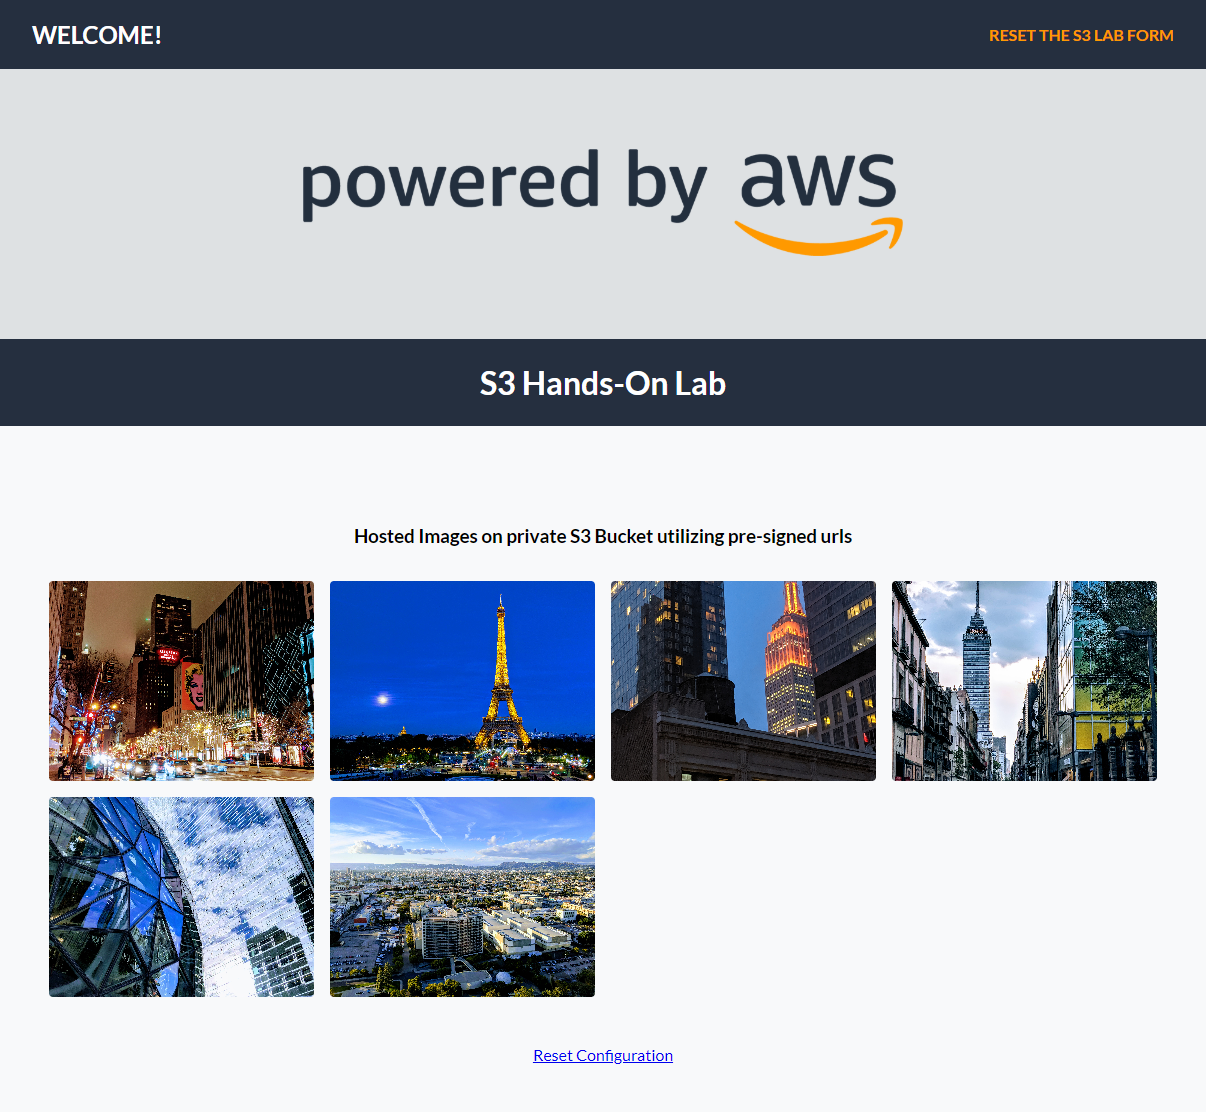 WELCOME!
RESET THE S3 LAB FORM
powered by aws
S3 Hands-On Lab
Hosted Images on private S3 Bucket utilizing pre-signed urls
Reset Configuration